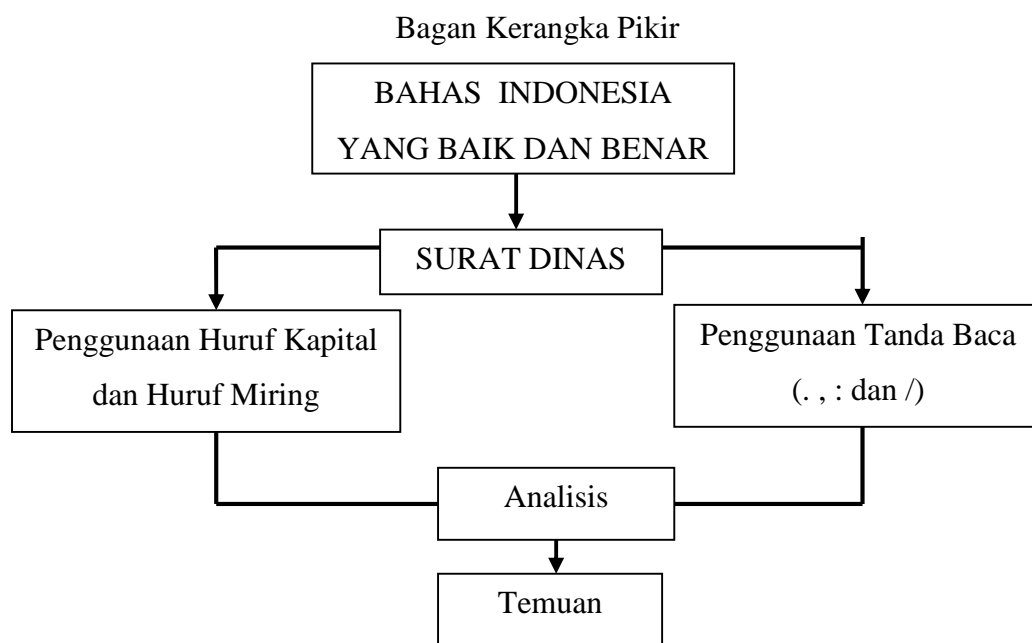 Bagan Kerangka Pikir
BAHAS  INDONESIA
YANG BAIK DAN BENAR
SURAT DINAS
Penggunaan Huruf Kapital
dan Huruf Miring
Penggunaan Tanda Baca
(. , : dan /)
Analisis
Temuan